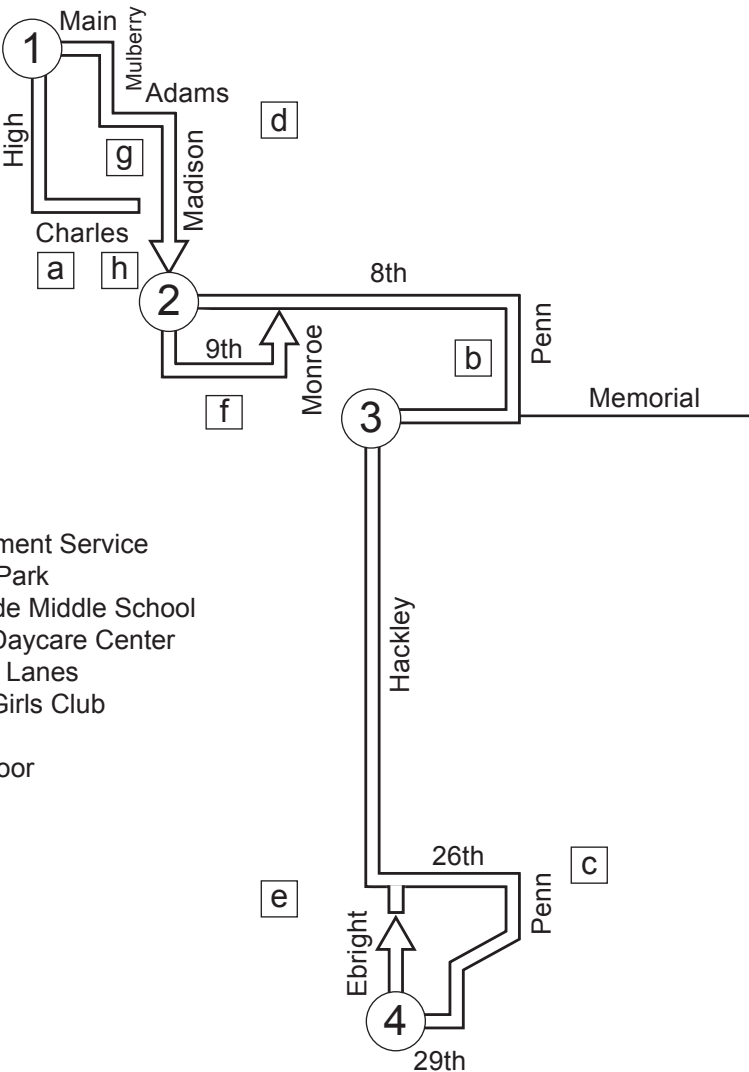 Main
1
Mulberry
Adams
d
High
g
Madison
Charles
a
h
8th
2
9th
Monroe
Penn
b
f
3
Memorial
ment Service
Park
de Middle School
Daycare Center
Lanes
Girls Club
oor
Hackley
26th
c
e
Penn
Ebright
4
29th